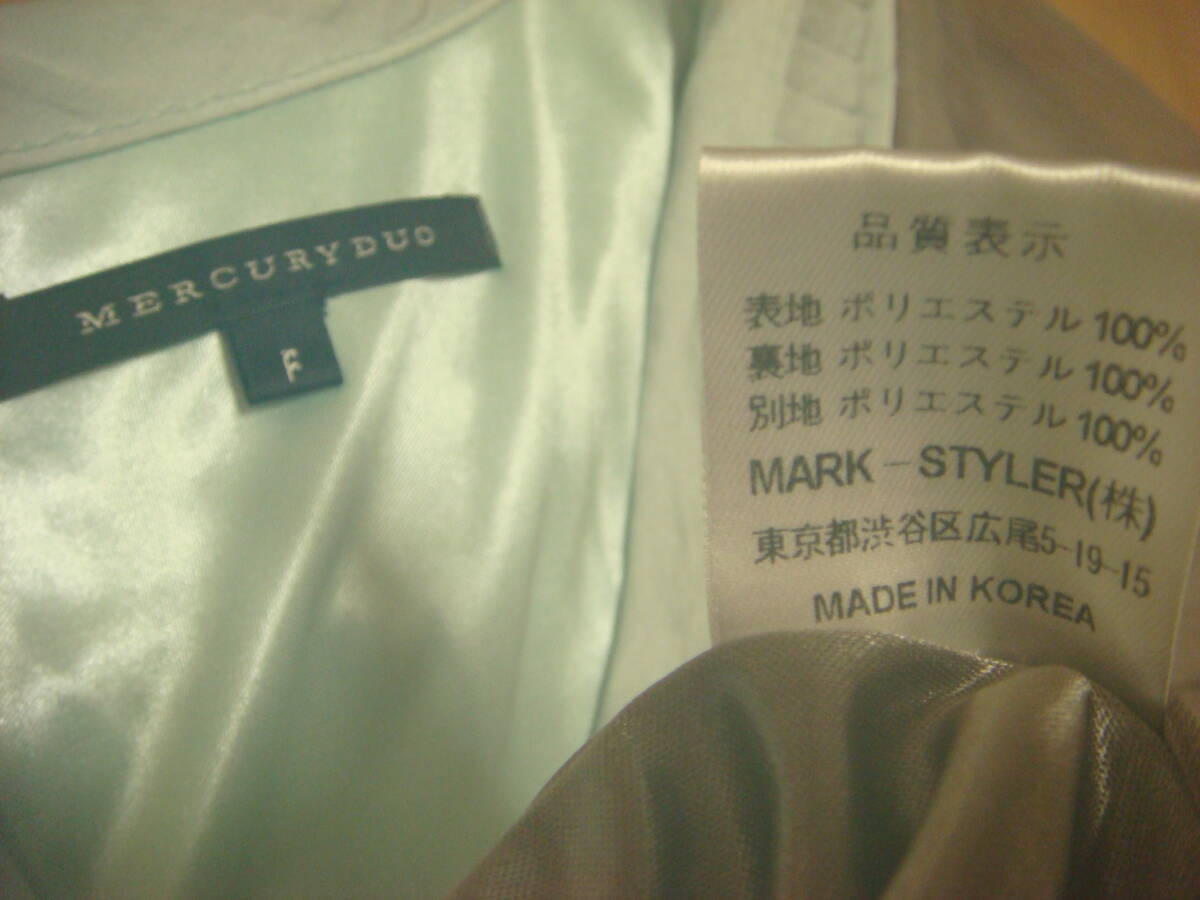 MERCURYDUO
F
品質表示
表地 ポリエステル 100%
裏地 ポリエステル 100%
別地 ポリエステル 100%
MARK-STYLER(株)
東京都渋谷区広尾5-19-15
MADE IN KOREA